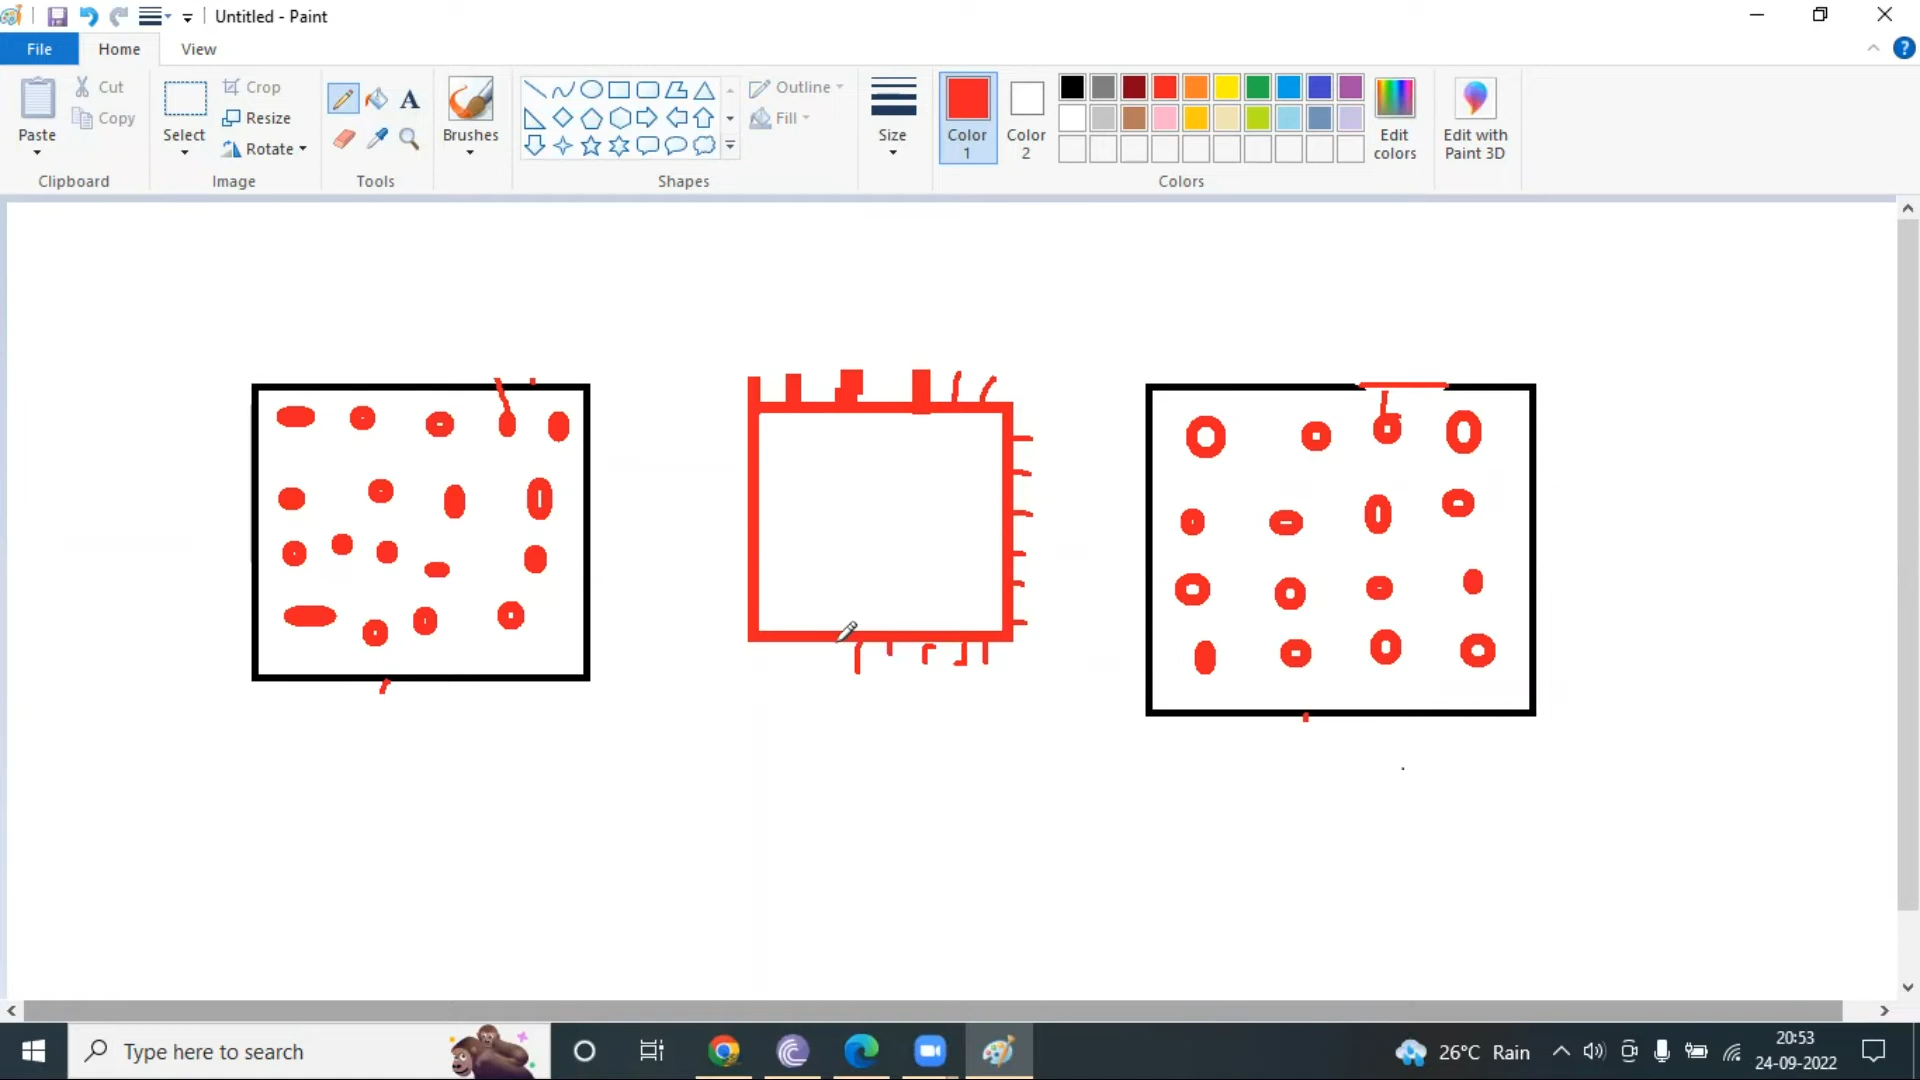 Untitled - Paint
File Home View
Paste Cut Copy Clipboard
Select Crop Resize Rotate Image
Tools
Brushes
Shapes
Outline Fill
Size
Color 1
Color 2
Colors
Edit colors
Edit with Paint 3D
Type here to search
26°C Rain
20:53
24-09-2022